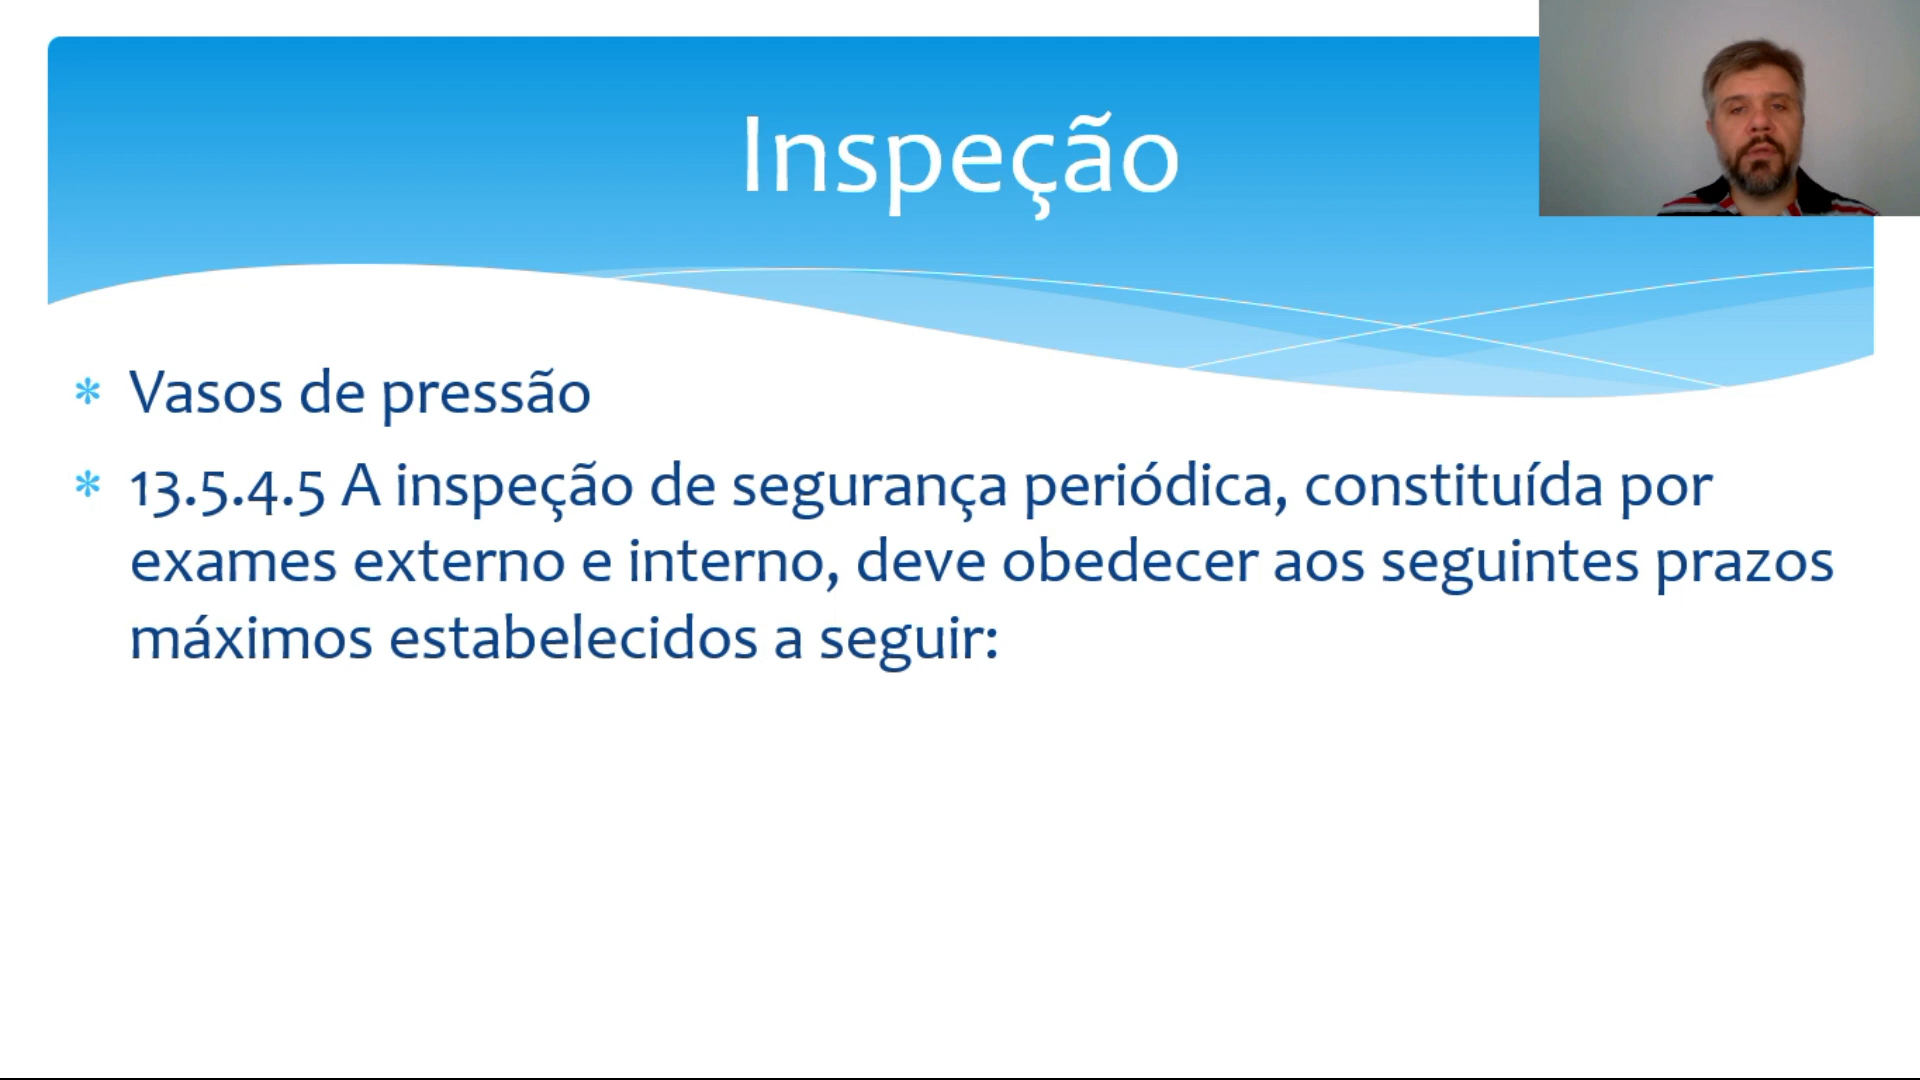 Inspeção
* Vasos de pressão
* 13.5.4.5 A inspeção de segurança periódica, constituída por
exames externo e interno, deve obedecer aos seguintes prazos
máximos estabelecidos a seguir: